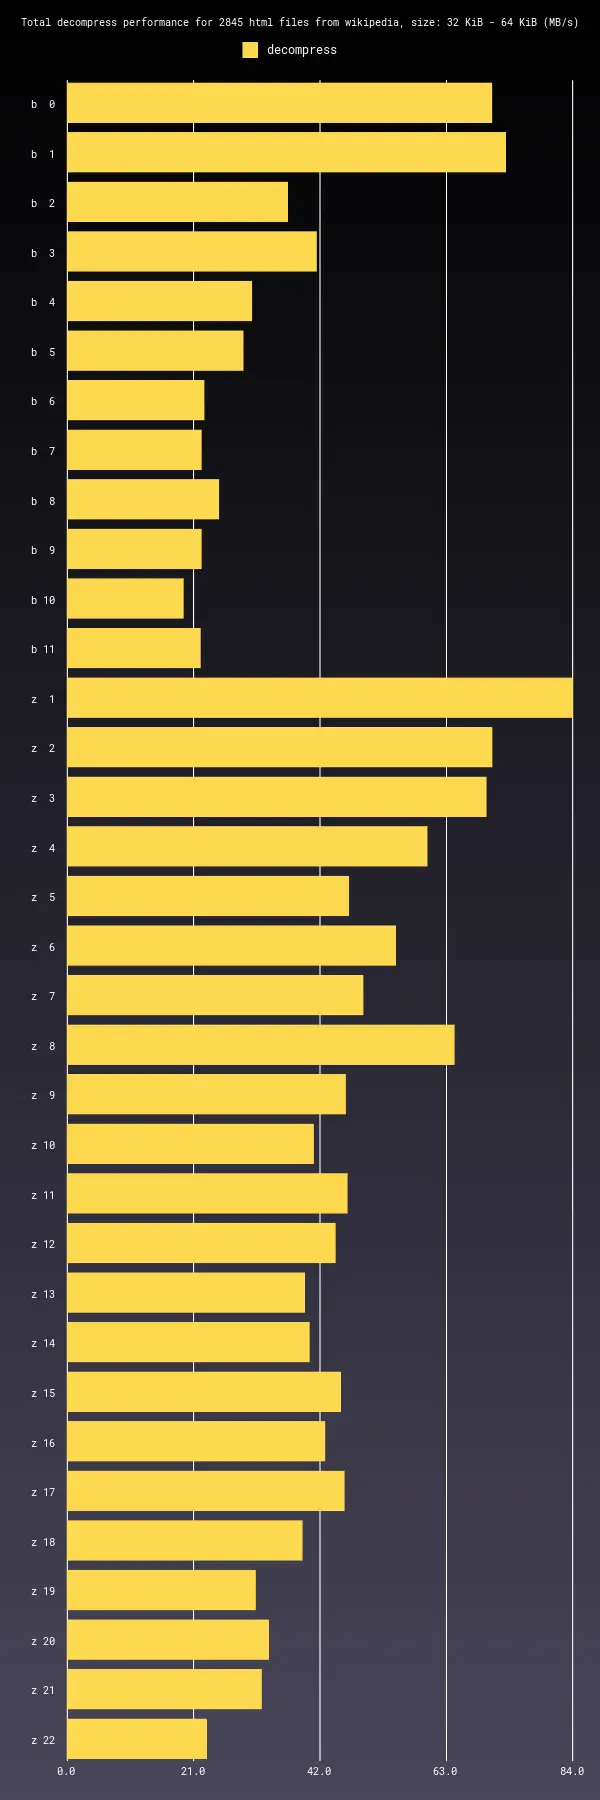 Total decompress performance for 2845 html files from wikipedia, size: 32 KiB - 64 KiB (MB/s)
decompress
b 0
b 1
b 2
b 3
b 4
b 5
b 6
b 7
b 8
b 9
b 10
b 11
z 1
z 2
z 3
z 4
z 5
z 6
z 7
z 8
z 9
z 10
z 11
z 12
z 13
z 14
z 15
z 16
z 17
z 18
z 19
z 20
z 21
z 22
0.0 21.0 42.0 63.0 84.0